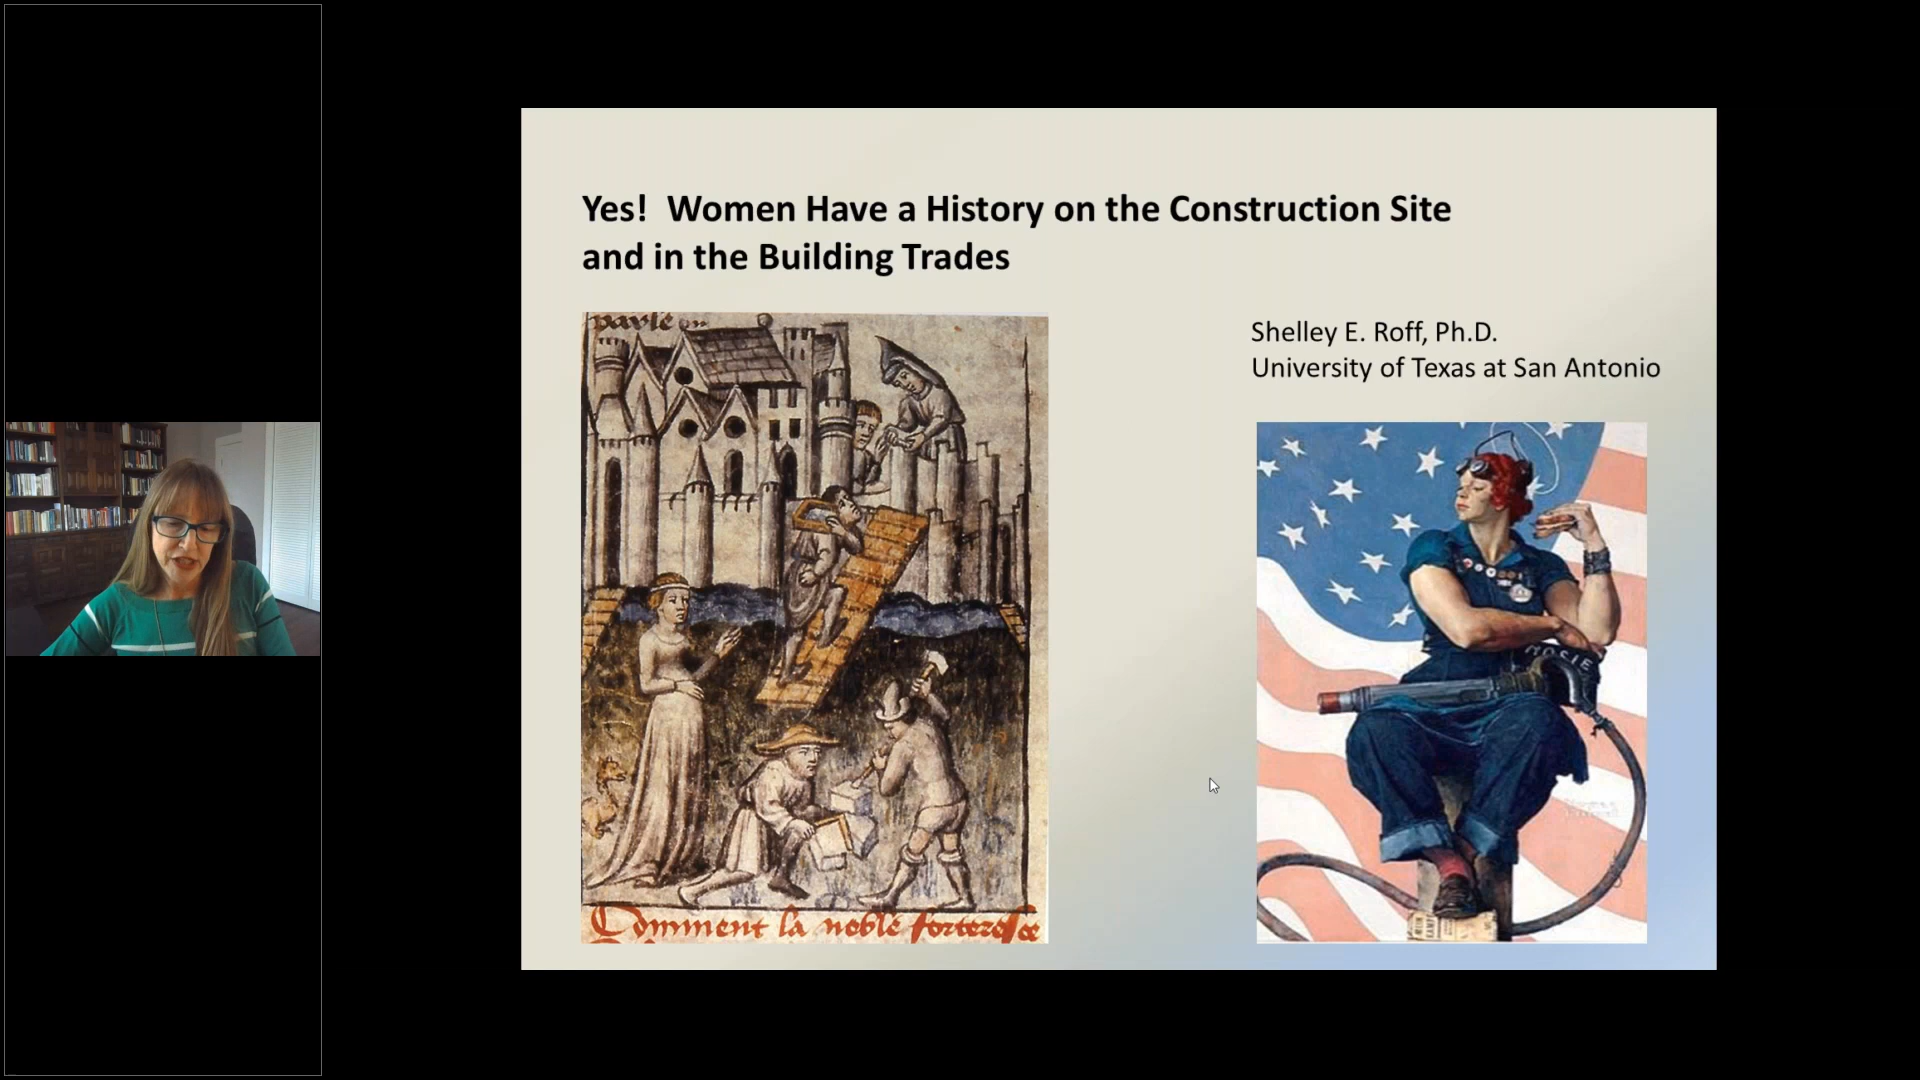 Yes!  Women Have a History on the Construction Site
and in the Building Trades
Shelley E. Roff, Ph.D.
University of Texas at San Antonio
paule
Comment la noble forteresse